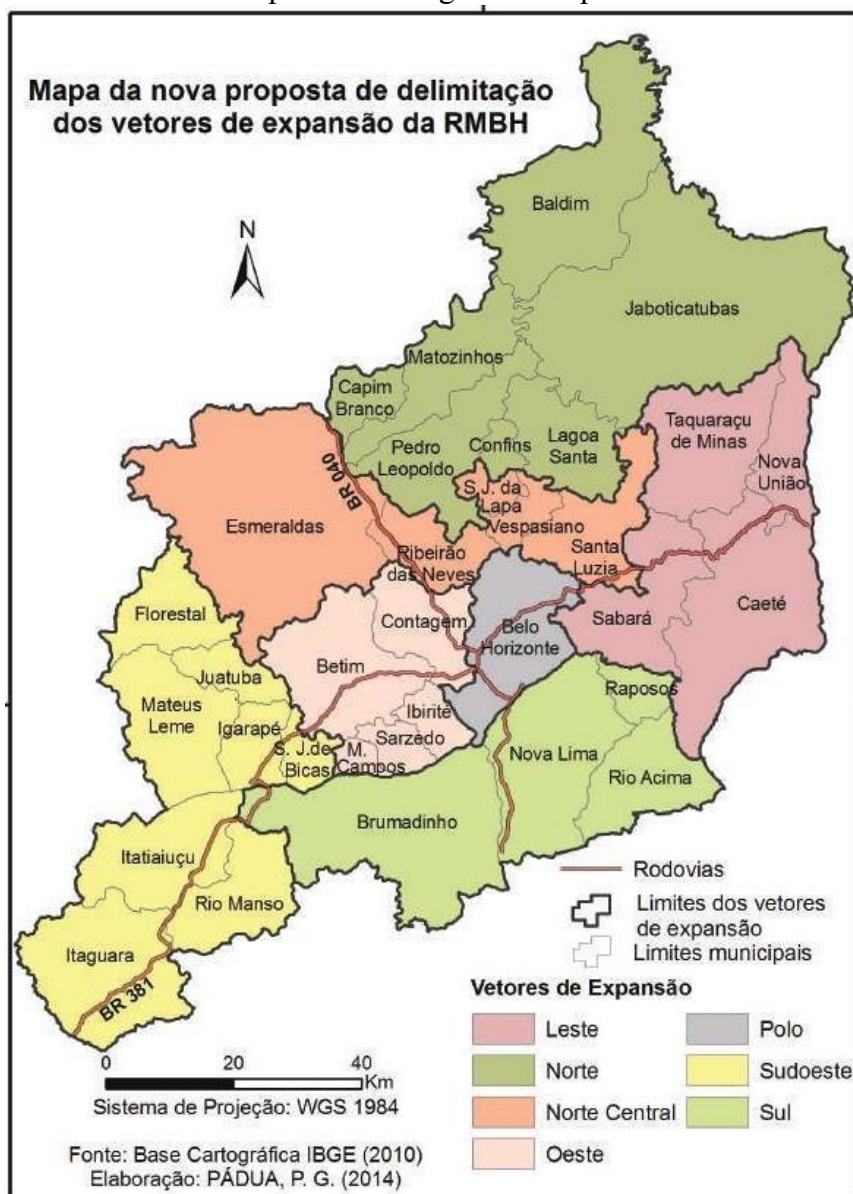 Mapa da nova proposta de delimitação
dos vetores de expansão da RMBH
N
Baldim
Jaboticatubas
Matozinhos
Capim
Branco
Taquaraçu
de Minas
Pedro
Leopoldo
Confins
Lagoa
Santa
Nova
União
BR 040
S. J. da
Lapa
Vespasiano
Esmeraldas
Ribeirão
das Neves
Santa
Luzia
Florestal
Contagem
Belo
Horizonte
Sabará
Caeté
Juatuba
Betim
Mateus
Leme
Igarapé
Ibirité
Raposos
S. J.de
Bicas
M.
Campos
Sarzedo
Nova Lima
Rio Acima
Brumadinho
Itatiaiuçu
Rio Manso
Itaguara
BR 381
Rodovias
Limites dos vetores
de expansão
Limites municipais
Vetores de Expansão
Leste
Polo
Norte
Sudoeste
Norte Central
Sul
Oeste
0 20 40
Km
Sistema de Projeção: WGS 1984
Fonte: Base Cartográfica IBGE (2010)
Elaboração: PÁDUA, P. G. (2014)